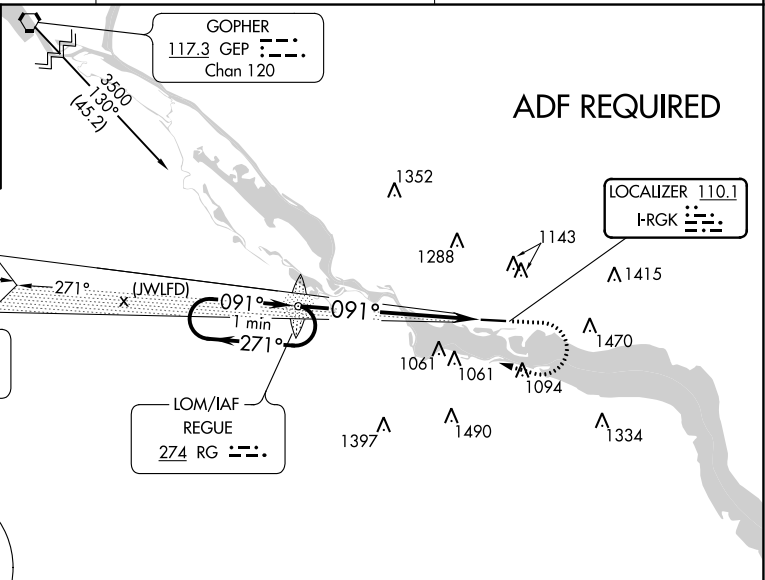 GOPHER
117.3 GEP
Chan 120
3500
130°
(45.2)
ADF REQUIRED
1352
LOCALIZER 110.1
I-RGK
1143
1288
1415
271°
(JWLFD)
091°
091°
1 min
271°
1470
1061
1061
1094
LOM/IAF
REGUE
274 RG
1397
1490
1334